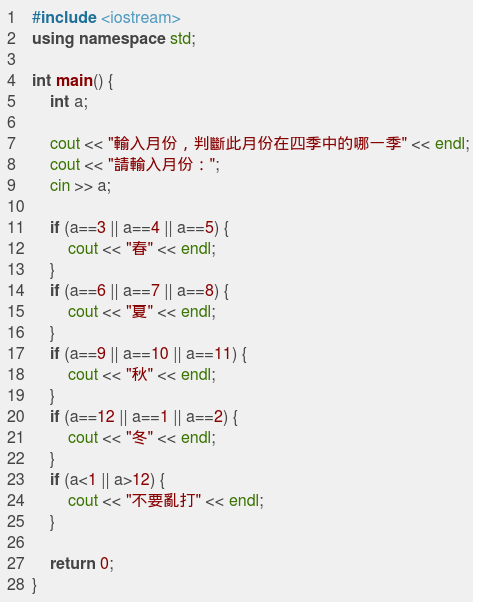 1 #include <iostream>
2 using namespace std;
3
4 int main() {
5 int a;
6
7 cout << "輸入月份，判斷此月份在四季中的哪一季" << endl;
8 cout << "請輸入月份：";
9 cin >> a;
10
11 if (a==3 || a==4 || a==5) {
12 cout << "春" << endl;
13 }
14 if (a==6 || a==7 || a==8) {
15 cout << "夏" << endl;
16 }
17 if (a==9 || a==10 || a==11) {
18 cout << "秋" << endl;
19 }
20 if (a==12 || a==1 || a==2) {
21 cout << "冬" << endl;
22 }
23 if (a<1 || a>12) {
24 cout << "不要亂打" << endl;
25 }
26
27 return 0;
28 }